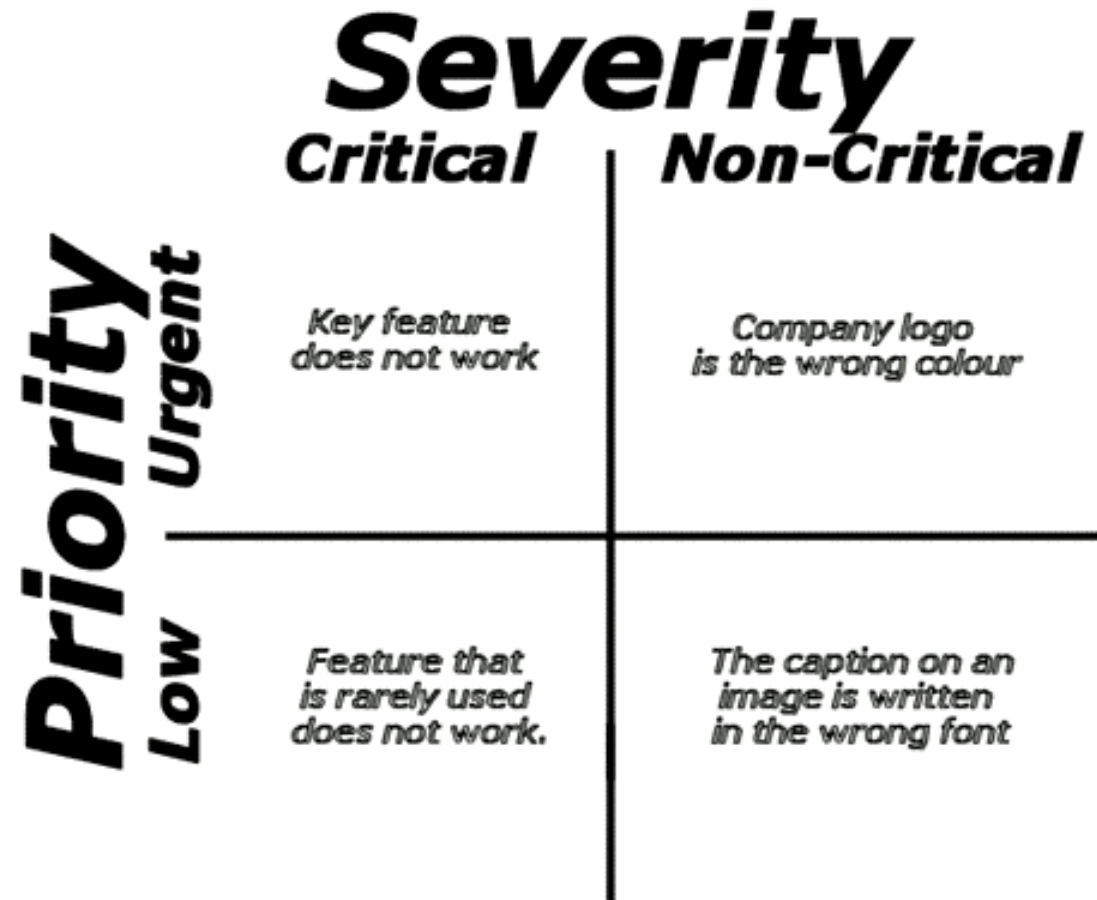 Severity
Critical
Non-Critical
Priority
Urgent
Key feature
does not work
Company logo
is the wrong colour
Low
Feature that
is rarely used
does not work.
The caption on an
image is written
in the wrong font